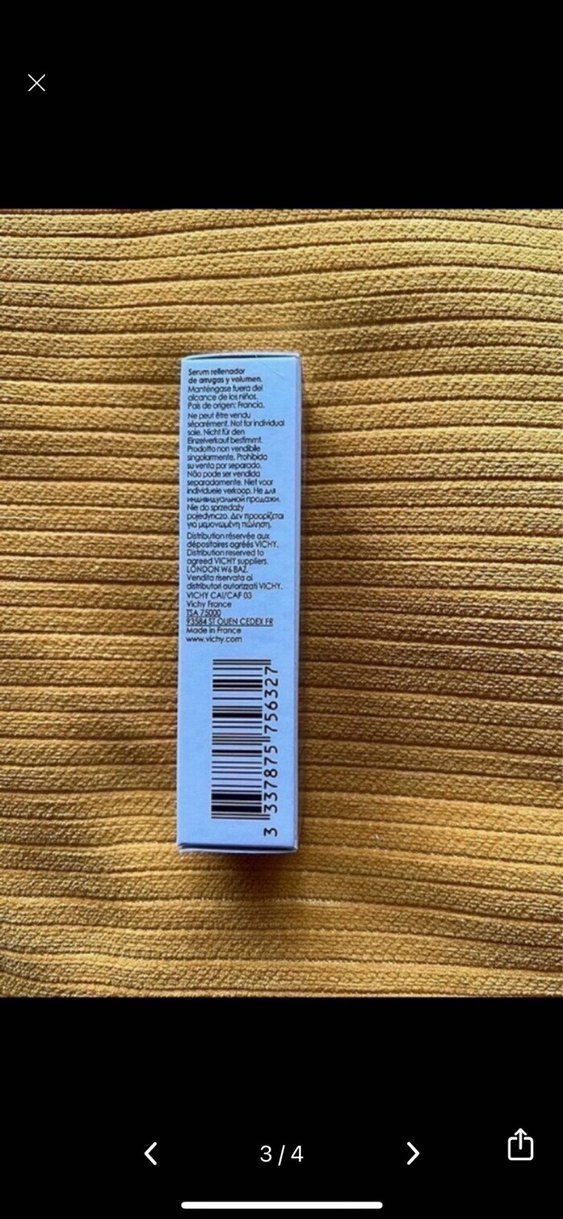 Serum rellenador
de arrugas y volumen.
Manténgase fuera del
alcance de los niños.
País de origen: Francia.
Ne peut être vendu
séparément. Not for individual
sale. Nicht für den
Einzelverkauf bestimmt.
Prodotto non vendibile
singolarmente. Prohibida
su venta por separado.
Não pode ser vendida
separadamente. Niet voor
individuele verkoop. Не для
индивидуальной продажи.
Nie do sprzedaży
pojedynczo. Δεν προορίζεται
για μεμονωμένη πώληση.
Distribution réservée aux
dépositaires agréés VICHY.
Distribution reserved to
agreed VICHY suppliers.
LONDON W6 8AZ.
Vendita riservata ai
distributori autorizzati VICHY.
VICHY CAI/CAF 03
Vichy France
TSA 75000
93584 ST OUEN CEDEX FR
Made in France
www.vichy.com
3 337875 756327
3 / 4